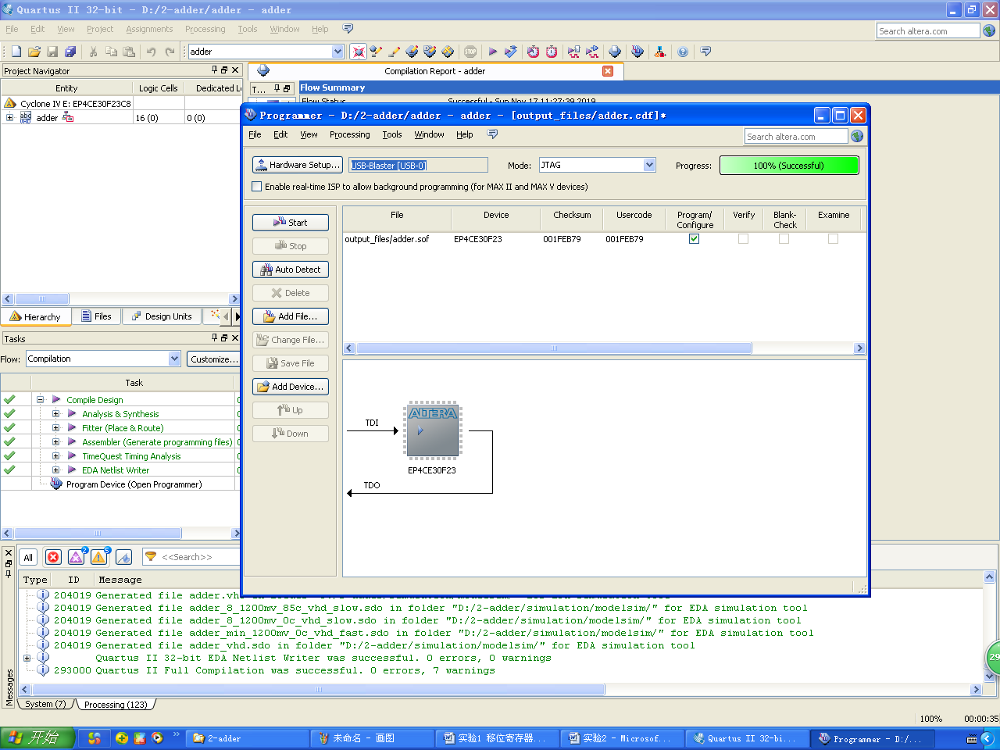 Quartus II 32-bit - D:/2-adder/adder - adder
File Edit View Project Assignments Processing Tools Window Help
Search altera.com
adder
Project Navigator
Compilation Report - adder
Entity Logic Cells Dedicated Lo
T...
Flow Summary
Cyclone IV E: EP4CE30F23C8
Flow Status Successful - Sun Nov 17 11:27:39 2019
adder 16 (0) 0 (0)
Programmer - D:/2-adder/adder - adder - [output_files/adder.cdf]*
File Edit View Processing Tools Window Help
Search altera.com
Hardware Setup... USB-Blaster [USB-0] Mode: JTAG Progress: 100% (Successful)
Enable real-time ISP to allow background programming (for MAX II and MAX V devices)
Start
Stop
Auto Detect
Delete
Add File...
Change File...
Save File
Add Device...
Up
Down
File Device Checksum Usercode Program/ Configure Verify Blank- Check Examine
output_files/adder.sof EP4CE30F23 001FEB79 001FEB79
TDI
ALTERA
EP4CE30F23
TDO
Hierarchy Files Design Units
Tasks
Flow: Compilation Customize...
Task
Compile Design
Analysis & Synthesis
Fitter (Place & Route)
Assembler (Generate programming files)
TimeQuest Timing Analysis
EDA Netlist Writer
Program Device (Open Programmer)
All 2 5 <<Search>>
Type ID Message
204019 Generated file adder.vh
204019 Generated file adder_8_1200mv_85c_vhd_slow.sdo in folder "D:/2-adder/simulation/modelsim/" for EDA simulation tool
204019 Generated file adder_8_1200mv_0c_vhd_slow.sdo in folder "D:/2-adder/simulation/modelsim/" for EDA simulation tool
204019 Generated file adder_min_1200mv_0c_vhd_fast.sdo in folder "D:/2-adder/simulation/modelsim/" for EDA simulation tool
204019 Generated file adder_vhd.sdo in folder "D:/2-adder/simulation/modelsim/" for EDA simulation tool
Quartus II 32-bit EDA Netlist Writer was successful. 0 errors, 0 warnings
293000 Quartus II Full Compilation was successful. 0 errors, 7 warnings
Messages
29
System (7) Processing (123)
100% 00:00:35
开始 2-adder 未命名 - 画图 实验1 移位寄存器... 实验2 - Microsof... Quartus II 32-bi... Programmer - D:/...